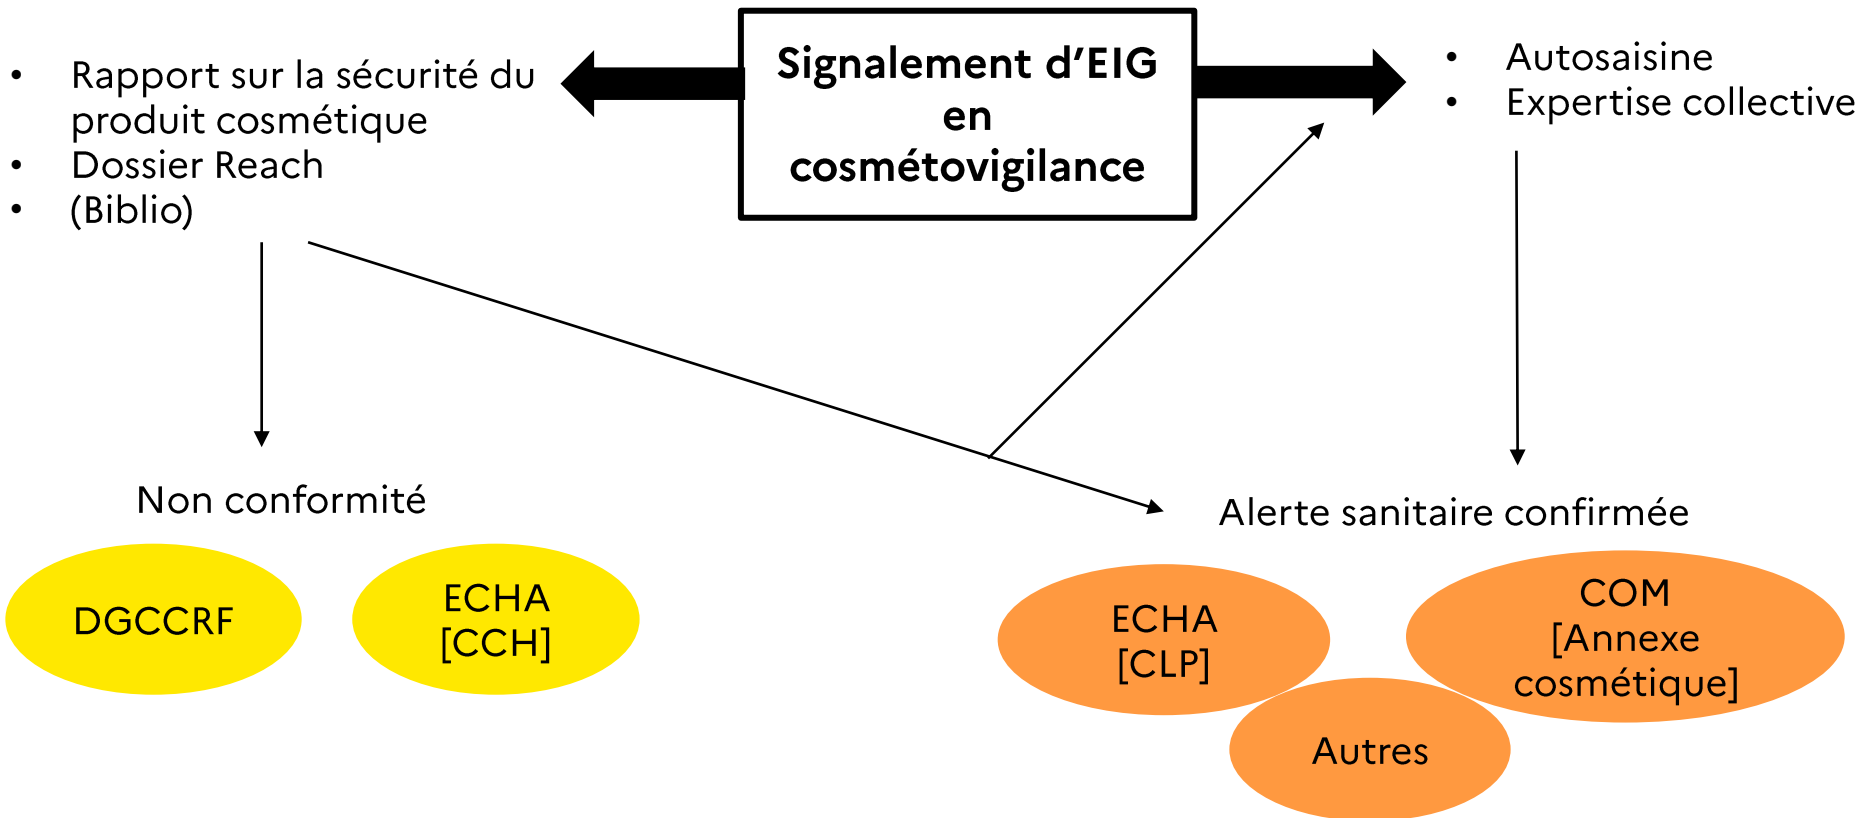 Signalement d'EIG
en
cosmétovigilance
• Rapport sur la sécurité du
produit cosmétique
• Dossier Reach
• (Biblio)
• Autosaisine
• Expertise collective
Non conformité
DGCCRF
ECHA
[CCH]
Alerte sanitaire confirmée
ECHA
[CLP]
COM
[Annexe
cosmétique]
Autres